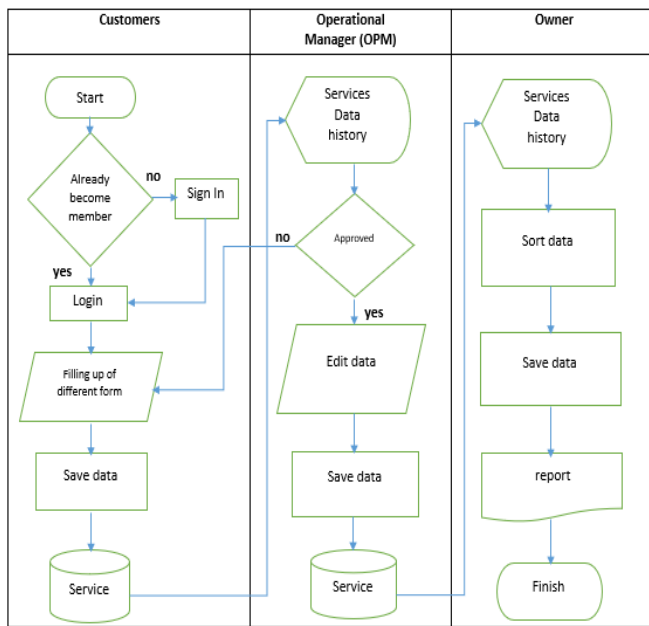 Customers
Operational
Manager (OPM)
Owner
Start
Already
become
member
no
Sign In
yes
Login
Filling up of
different form
Save data
Service
Services
Data
history
no
Approved
yes
Edit data
Save data
Service
Services
Data
history
Sort data
Save data
report
Finish